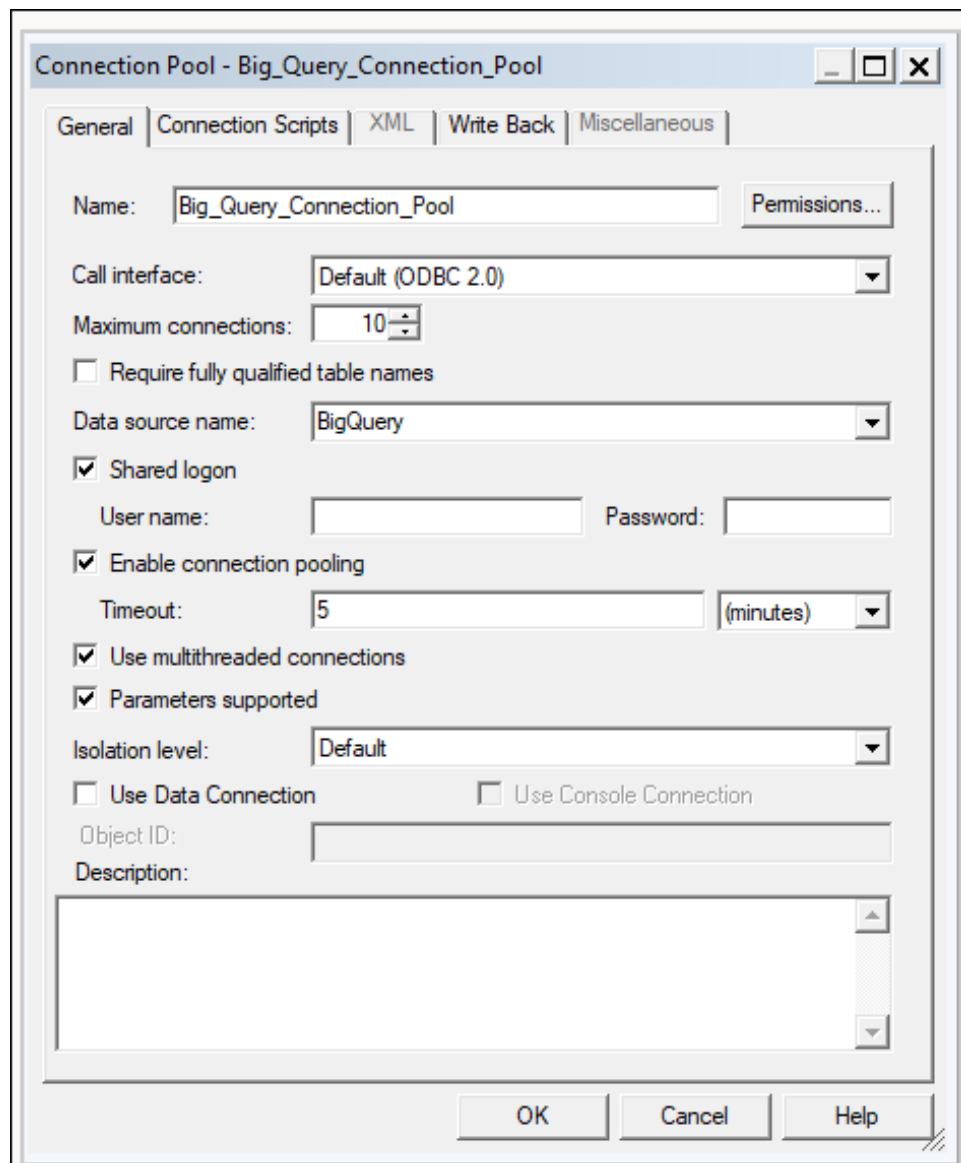 Connection Pool - Big_Query_Connection_Pool
General Connection Scripts XML Write Back Miscellaneous
Name: Big_Query_Connection_Pool Permissions...
Call interface: Default (ODBC 2.0)
Maximum connections: 10
Require fully qualified table names
Data source name: BigQuery
Shared logon
User name: Password:
Enable connection pooling
Timeout: 5 (minutes)
Use multithreaded connections
Parameters supported
Isolation level: Default
Use Data Connection Use Console Connection
Object ID:
Description:
OK Cancel Help